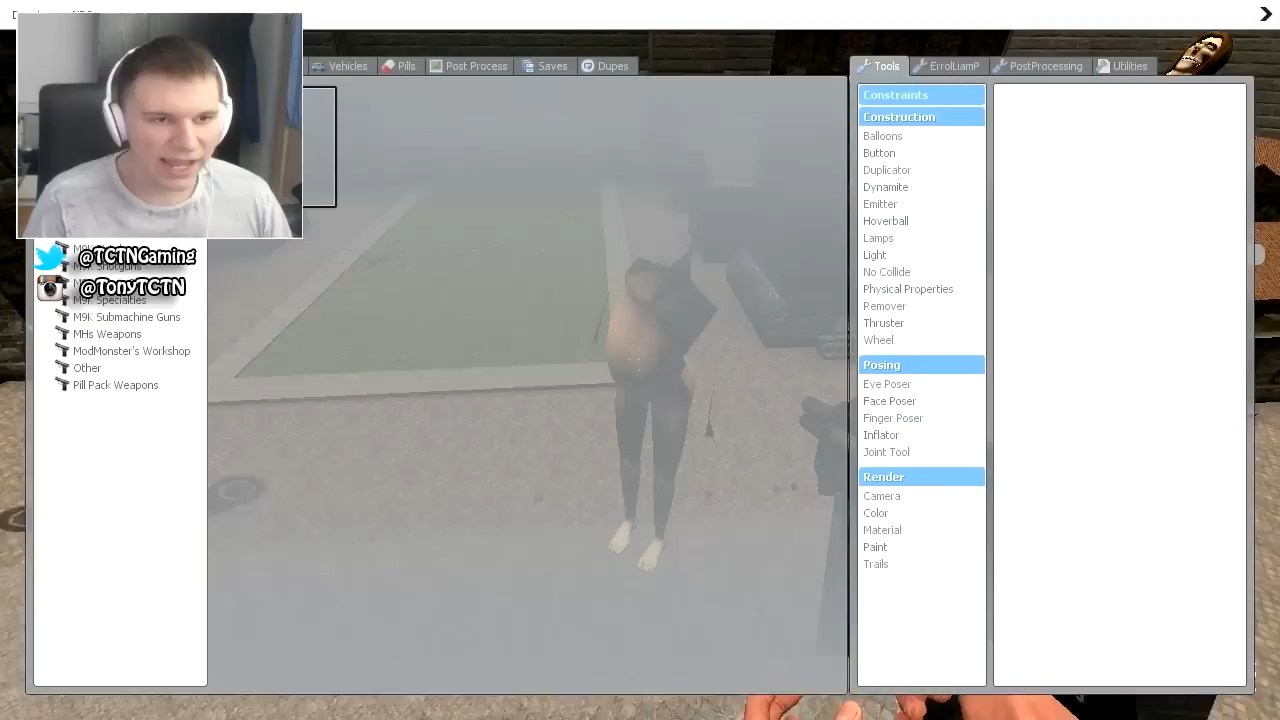 Vehicles
Pills
Post Process
Saves
Dupes
Tools
ErrolLiamP
PostProcessing
Utilities
@TCTNGaming
@TonyTCTN
M9K Specialties
M9K Submachine Guns
MHs Weapons
ModMonster's Workshop
Other
Pill Pack Weapons
Constraints
Construction
Balloons
Button
Duplicator
Dynamite
Emitter
Hoverball
Lamps
Light
No Collide
Physical Properties
Remover
Thruster
Wheel
Posing
Eye Poser
Face Poser
Finger Poser
Inflator
Joint Tool
Render
Camera
Color
Material
Paint
Trails